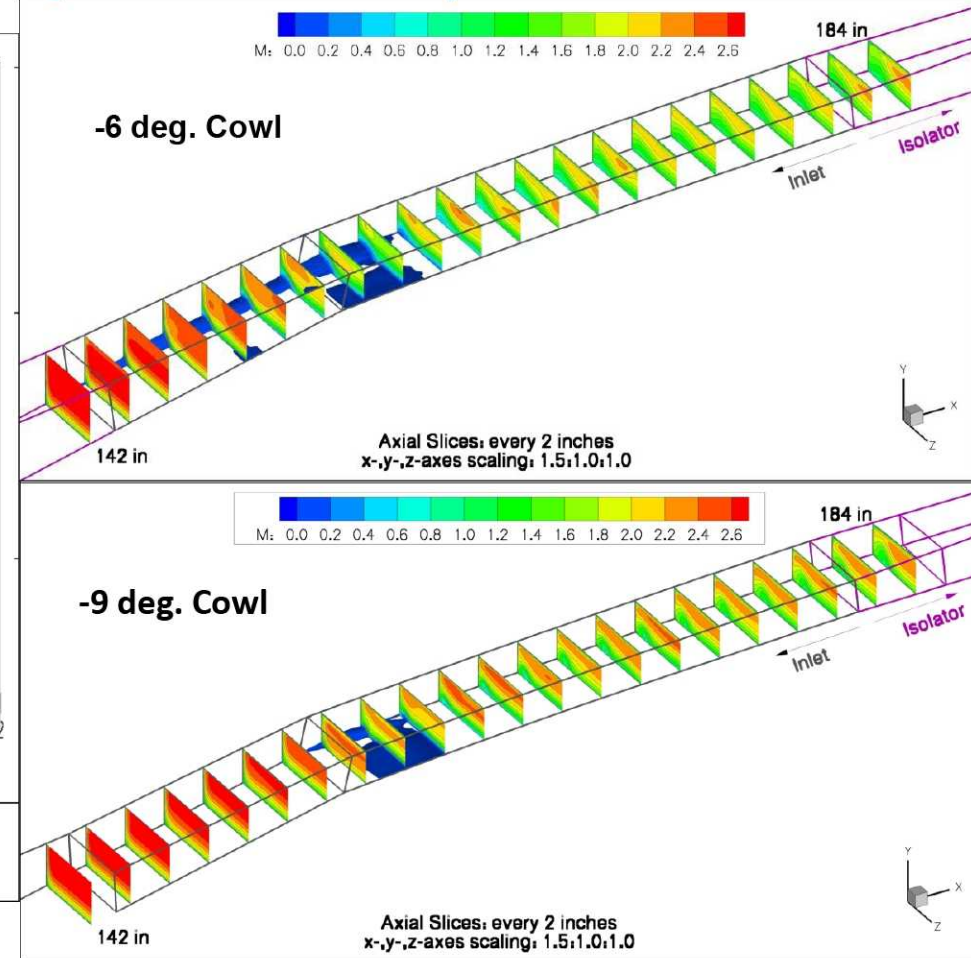 M: 0.0 0.2 0.4 0.6 0.8 1.0 1.2 1.4 1.6 1.8 2.0 2.2 2.4 2.6
184 in
-6 deg. Cowl
Isolator
Inlet
Y
X
Z
142 in
Axial Slices: every 2 inches
x-,y-,z-axes scaling: 1.5:1.0:1.0
M: 0.0 0.2 0.4 0.6 0.8 1.0 1.2 1.4 1.6 1.8 2.0 2.2 2.4 2.6
184 in
-9 deg. Cowl
Isolator
Inlet
Y
X
Z
142 in
Axial Slices: every 2 inches
x-,y-,z-axes scaling: 1.5:1.0:1.0